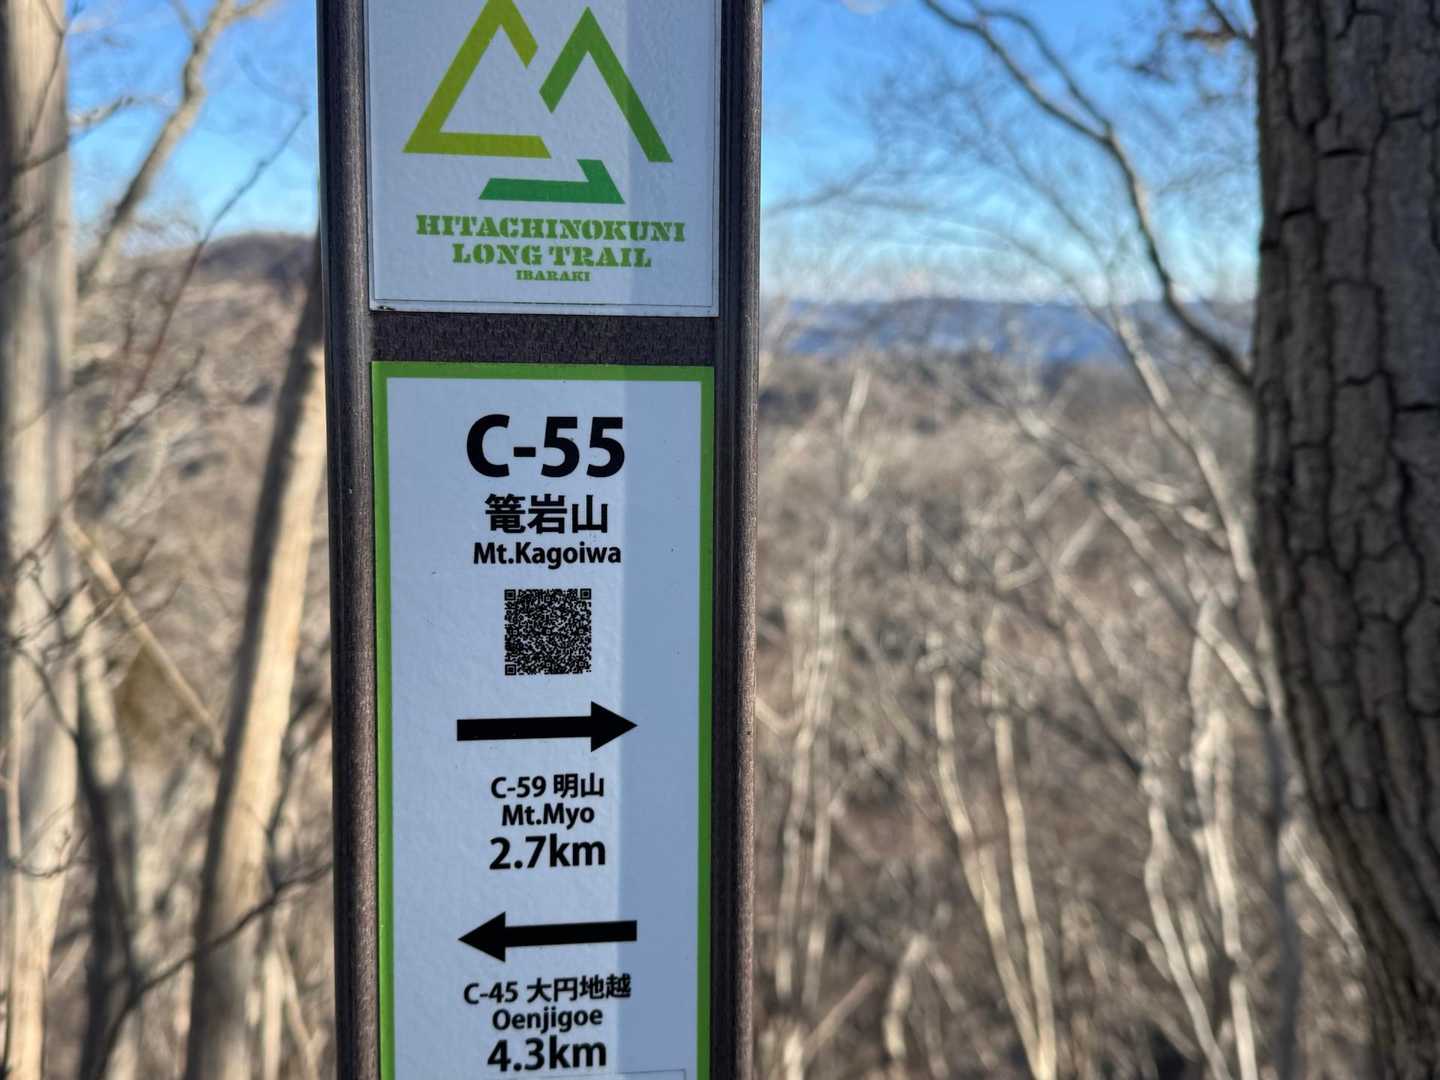 HITACHINOKUNI
LONG TRAIL
IBARAKI
C-55
篭岩山
Mt.Kagoiwa
C-59 明山
Mt.Myo
2.7km
C-45 大円地越
Oenjigoe
4.3km